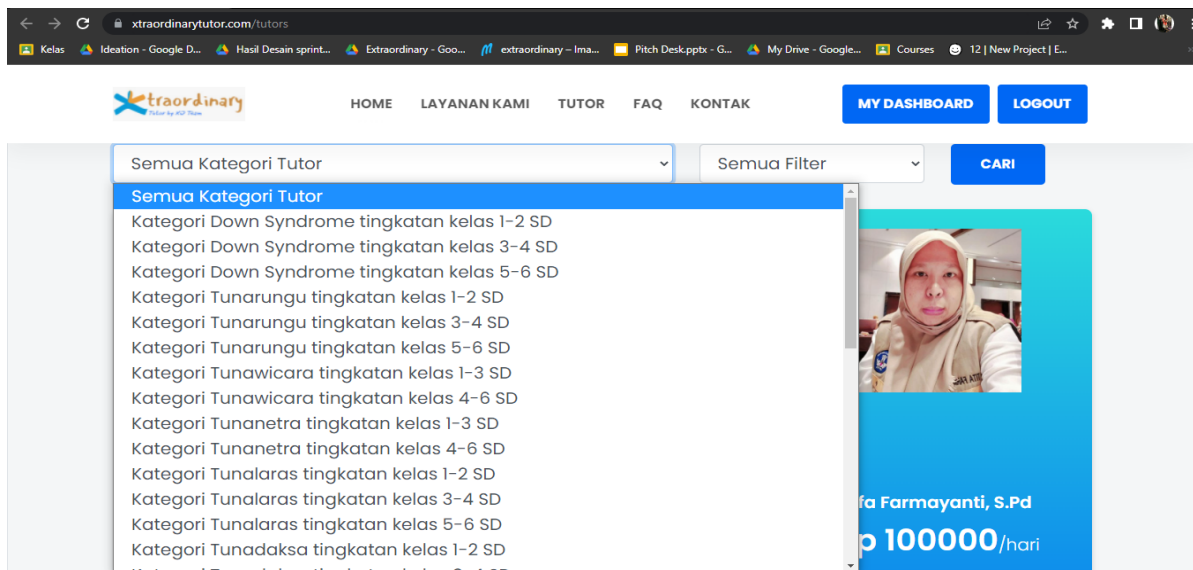 xtraordinarytutor.com/tutors
Kelas Ideation - Google D... Hasil Desain sprint... Extraordinary - Goo... extraordinary – Ima... Pitch Desk.pptx - G... My Drive - Google... Courses 12 | New Project | E...
traordinary
HOME LAYANAN KAMI TUTOR FAQ KONTAK MY DASHBOARD LOGOUT
Semua Kategori Tutor Semua Filter CARI
Semua Kategori Tutor
Kategori Down Syndrome tingkatan kelas 1-2 SD
Kategori Down Syndrome tingkatan kelas 3-4 SD
Kategori Down Syndrome tingkatan kelas 5-6 SD
Kategori Tunarungu tingkatan kelas 1-2 SD
Kategori Tunarungu tingkatan kelas 3-4 SD
Kategori Tunarungu tingkatan kelas 5-6 SD
Kategori Tunawicara tingkatan kelas 1-3 SD
Kategori Tunawicara tingkatan kelas 4-6 SD
Kategori Tunanetra tingkatan kelas 1-3 SD
Kategori Tunanetra tingkatan kelas 4-6 SD
Kategori Tunalaras tingkatan kelas 1-2 SD
Kategori Tunalaras tingkatan kelas 3-4 SD
Kategori Tunalaras tingkatan kelas 5-6 SD
Kategori Tunadaksa tingkatan kelas 1-2 SD
fa Farmayanti, S.Pd
p 100000/hari